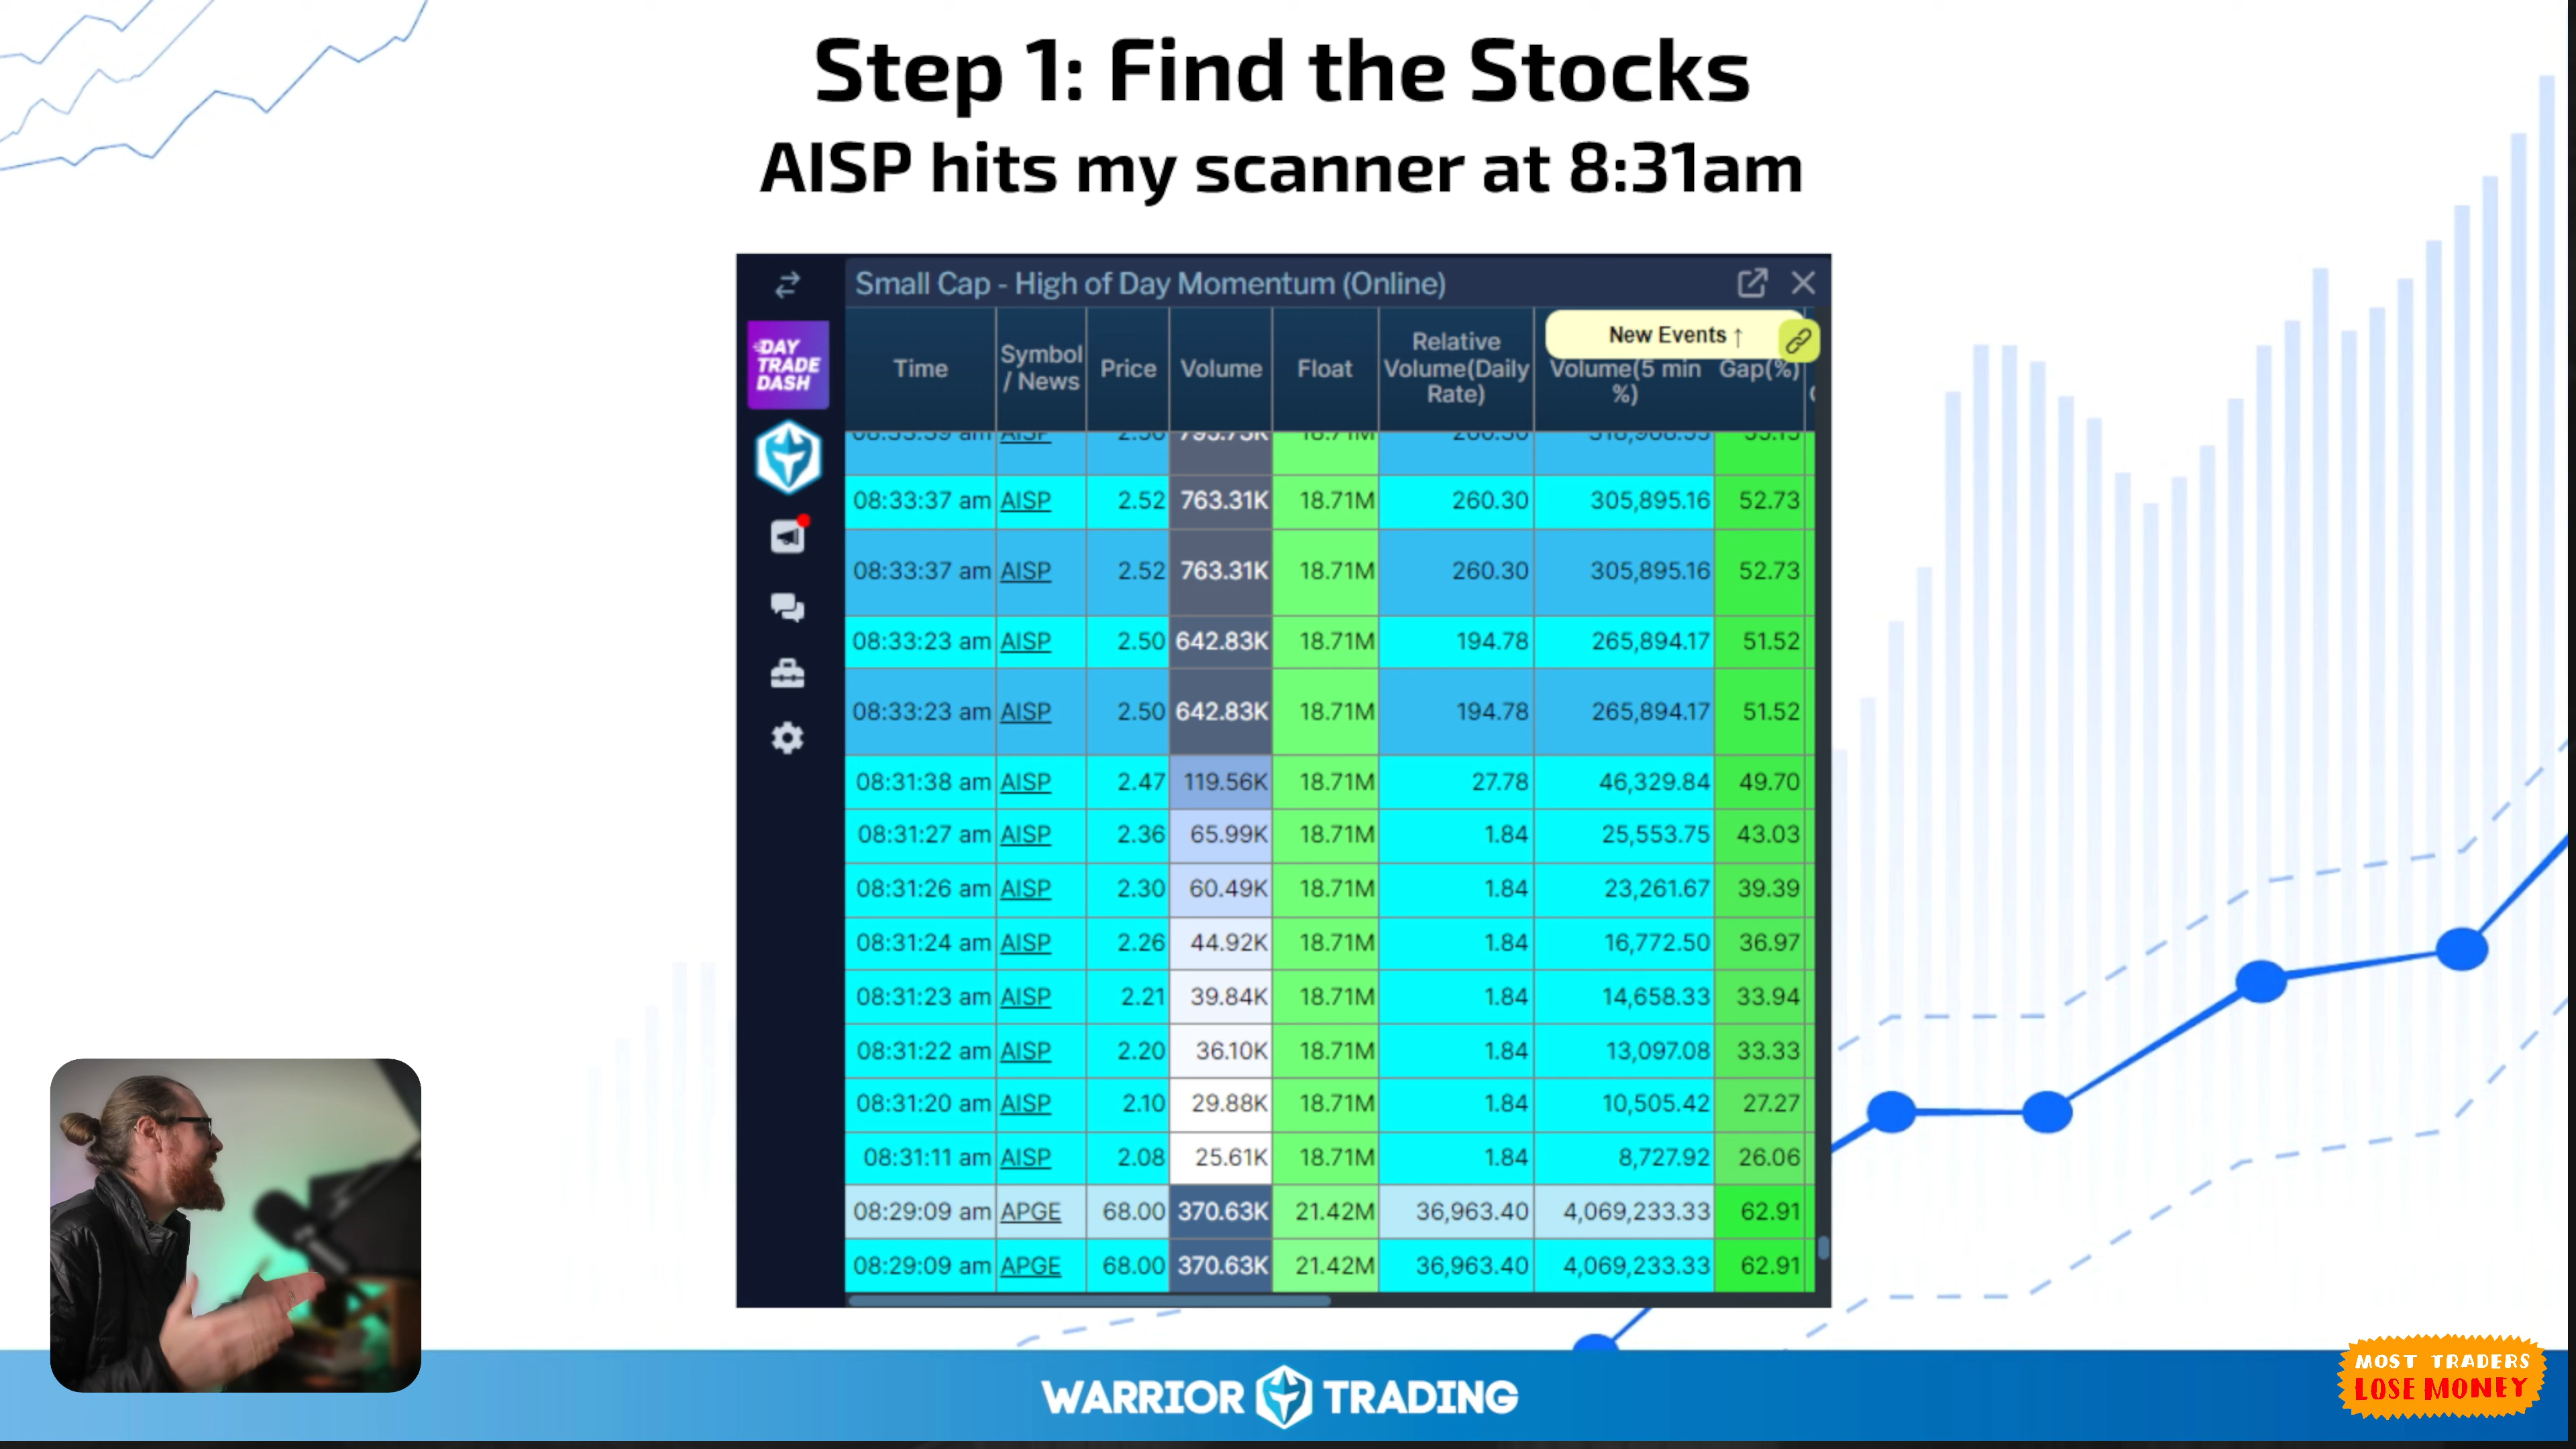 Step 1: Find the Stocks
AISP hits my scanner at 8:31am
Small Cap - High of Day Momentum (Online)
DAY
TRADE
DASH
New Events ↑
Time Symbol / News Price Volume Float Relative Volume(Daily Rate) Volume(5 min %) Gap(%)
08:33:37 am AISP 2.52 763.31K 18.71M 260.30 305,895.16 52.73
08:33:37 am AISP 2.52 763.31K 18.71M 260.30 305,895.16 52.73
08:33:23 am AISP 2.50 642.83K 18.71M 194.78 265,894.17 51.52
08:33:23 am AISP 2.50 642.83K 18.71M 194.78 265,894.17 51.52
08:31:38 am AISP 2.47 119.56K 18.71M 27.78 46,329.84 49.70
08:31:27 am AISP 2.36 65.99K 18.71M 1.84 25,553.75 43.03
08:31:26 am AISP 2.30 60.49K 18.71M 1.84 23,261.67 39.39
08:31:24 am AISP 2.26 44.92K 18.71M 1.84 16,772.50 36.97
08:31:23 am AISP 2.21 39.84K 18.71M 1.84 14,658.33 33.94
08:31:22 am AISP 2.20 36.10K 18.71M 1.84 13,097.08 33.33
08:31:20 am AISP 2.10 29.88K 18.71M 1.84 10,505.42 27.27
08:31:11 am AISP 2.08 25.61K 18.71M 1.84 8,727.92 26.06
08:29:09 am APGE 68.00 370.63K 21.42M 36,963.40 4,069,233.33 62.91
08:29:09 am APGE 68.00 370.63K 21.42M 36,963.40 4,069,233.33 62.91
WARRIOR TRADING
MOST TRADERS
LOSE MONEY